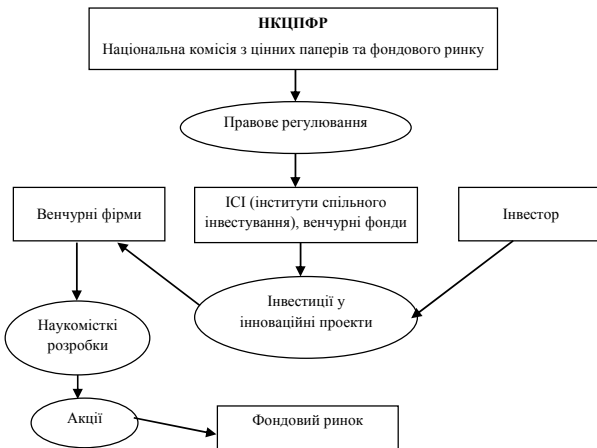 НКЦПФР
Національна комісія з цінних паперів та фондового ринку
Правове регулювання
Венчурні фірми
ІСІ (інститути спільного
інвестування), венчурні фонди
Інвестор
Інвестиції у
інноваційні проекти
Наукомісткі
розробки
Акції
Фондовий ринок